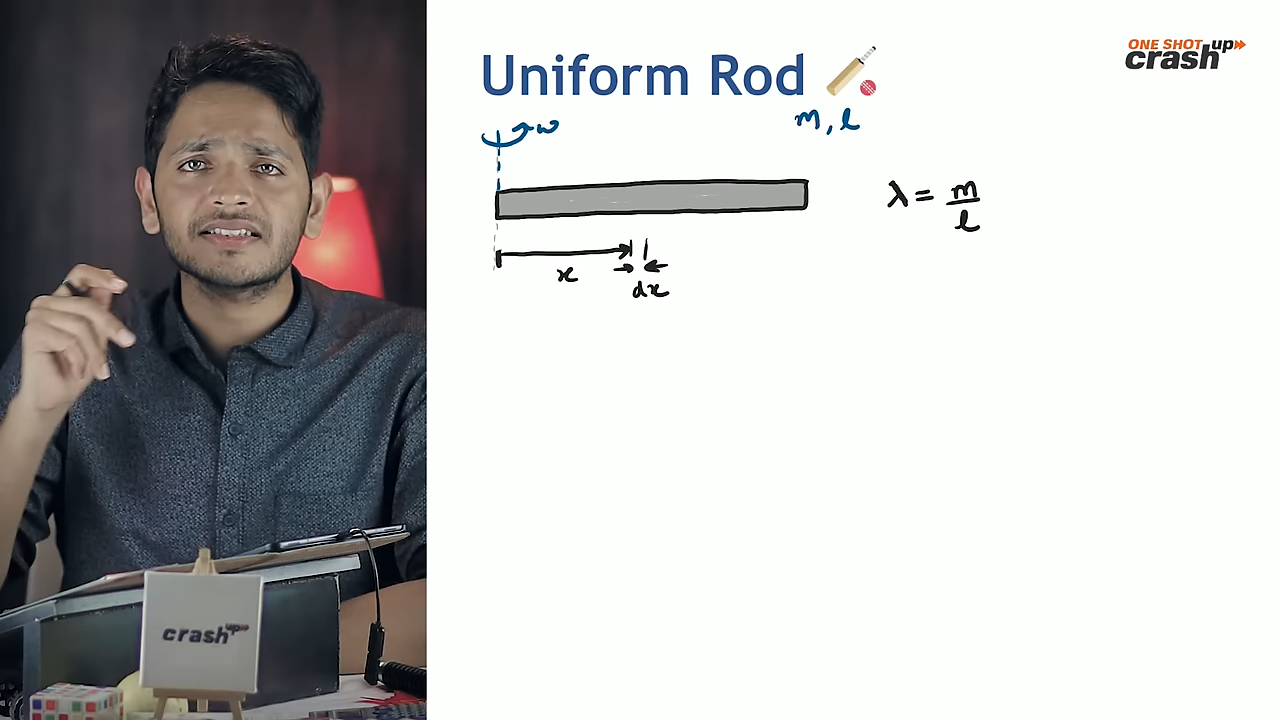 Uniform Rod
ONE SHOT
crash up
m, l
ω
λ = m/l
x
dx
crash up